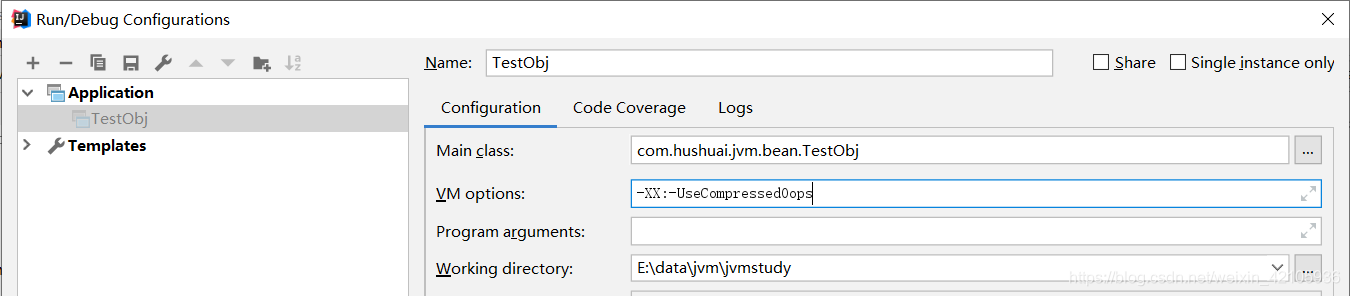 Run/Debug Configurations
Name: TestObj
Share
Single instance only
Application
TestObj
Templates
Configuration Code Coverage Logs
Main class: com.hushuai.jvm.bean.TestObj ...
VM options: -XX:-UseCompressedOops
Program arguments:
Working directory: E:\data\jvm\jvmstudy ...
https://blog.csdn.net/weixin_42105936